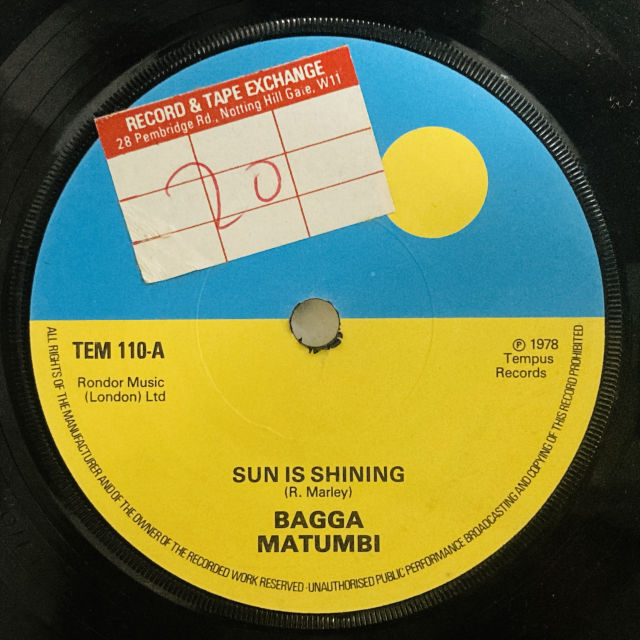 RECORD & TAPE EXCHANGE
28 Pembridge Rd., Notting Hill Gate, W11
20
TEM 110-A
Rondor Music
(London) Ltd
℗ 1978
Tempus
Records
SUN IS SHINING
(R. Marley)
BAGGA
MATUMBI
ALL RIGHTS OF THE MANUFACTURER AND OF THE OWNER OF THE RECORDED WORK RESERVED · UNAUTHORISED PUBLIC PERFORMANCE BROADCASTING AND COPYING OF THIS RECORD PROHIBITED